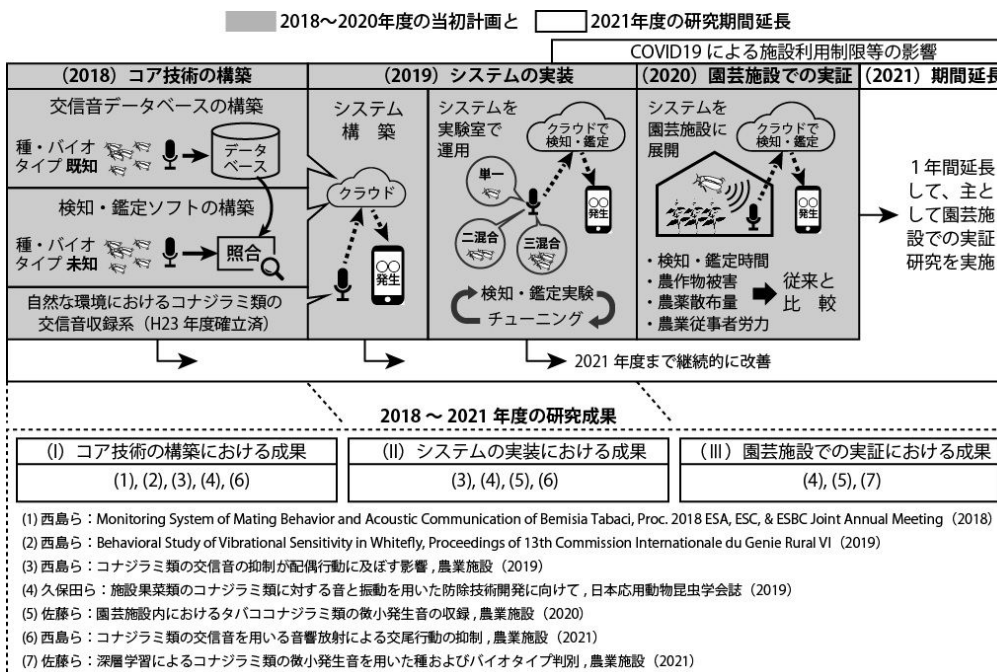 2018～2020年度の当初計画と
2021年度の研究期間延長
COVID19 による施設利用制限等の影響
（2018）コア技術の構築
（2019）システムの実装
（2020）園芸施設での実証
（2021）期間延長
交信音データベースの構築
種・バイオ
タイプ 既知
データ
ベース
検知・鑑定ソフトの構築
種・バイオ
タイプ 未知
照合
自然な環境におけるコナジラミ類の
交信音収録系（H23 年度確立済）
システム
構 築
クラウド
〇〇
発生
システムを
実験室で
運用
クラウドで
検知・鑑定
単一
二混合
三混合
〇〇
発生
検知・鑑定実験
チューニング
システムを
園芸施設に
展開
クラウドで
検知・鑑定
〇〇
発生
・検知・鑑定時間
・農作物被害
・農薬散布量
・農業従事者労力
従来と
比 較
１年間延長
して、主と
して園芸施
設での実証
研究を実施
2021 年度まで継続的に改善
2018 ～ 2021 年度の研究成果
（I）コア技術の構築における成果
(1), (2), (3), (4), (6)
（II）システムの実装における成果
(3), (4), (5), (6)
（III）園芸施設での実証における成果
(4), (5), (7)
(1) 西島ら：Monitoring System of Mating Behavior and Acoustic Communication of Bemisia Tabaci, Proc. 2018 ESA, ESC, & ESBC Joint Annual Meeting（2018）
(2) 西島ら：Behavioral Study of Vibrational Sensitivity in Whitefly, Proceedings of 13th Commission Internationale du Genie Rural VI（2019）
(3) 西島ら：コナジラミ類の交信音の抑制が配偶行動に及ぼす影響 , 農業施設（2019）
(4) 久保田ら：施設果菜類のコナジラミ類に対する音と振動を用いた防除技術開発に向けて , 日本応用動物昆虫学会誌（2019）
(5) 佐藤ら：園芸施設内におけるタバココナジラミ類の微小発生音の収録 , 農業施設（2020）
(6) 西島ら：コナジラミ類の交信音を用いる音響放射による交尾行動の抑制 , 農業施設（2021）
(7) 佐藤ら：深層学習によるコナジラミ類の微小発生音を用いた種およびバイオタイプ判別 , 農業施設（2021）